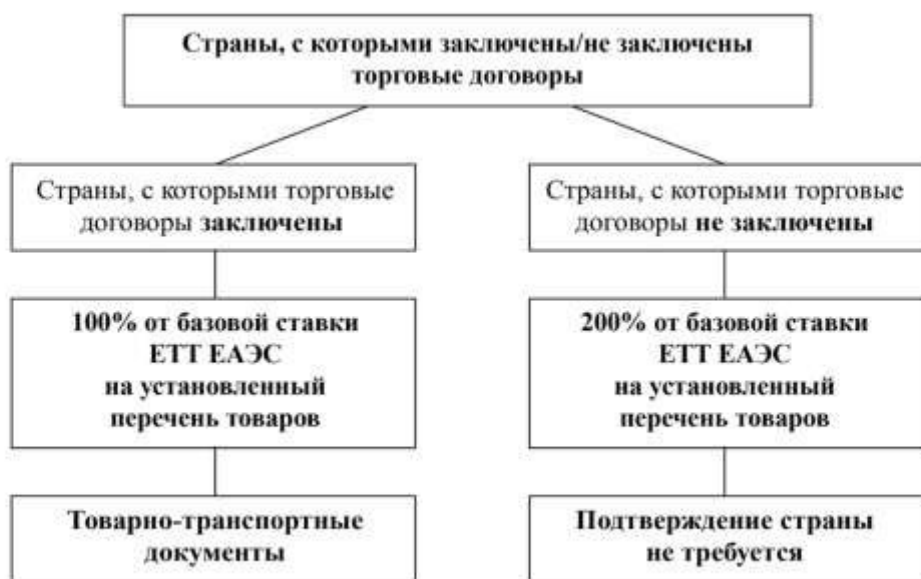 Страны, с которыми заключены/не заключены
торговые договоры
Страны, с которыми торговые
договоры заключены
Страны, с которыми торговые
договоры не заключены
100% от базовой ставки
ЕТТ ЕАЭС
на установленный
перечень товаров
200% от базовой ставки
ЕТТ ЕАЭС
на установленный
перечень товаров
Товарно-транспортные
документы
Подтверждение страны
не требуется